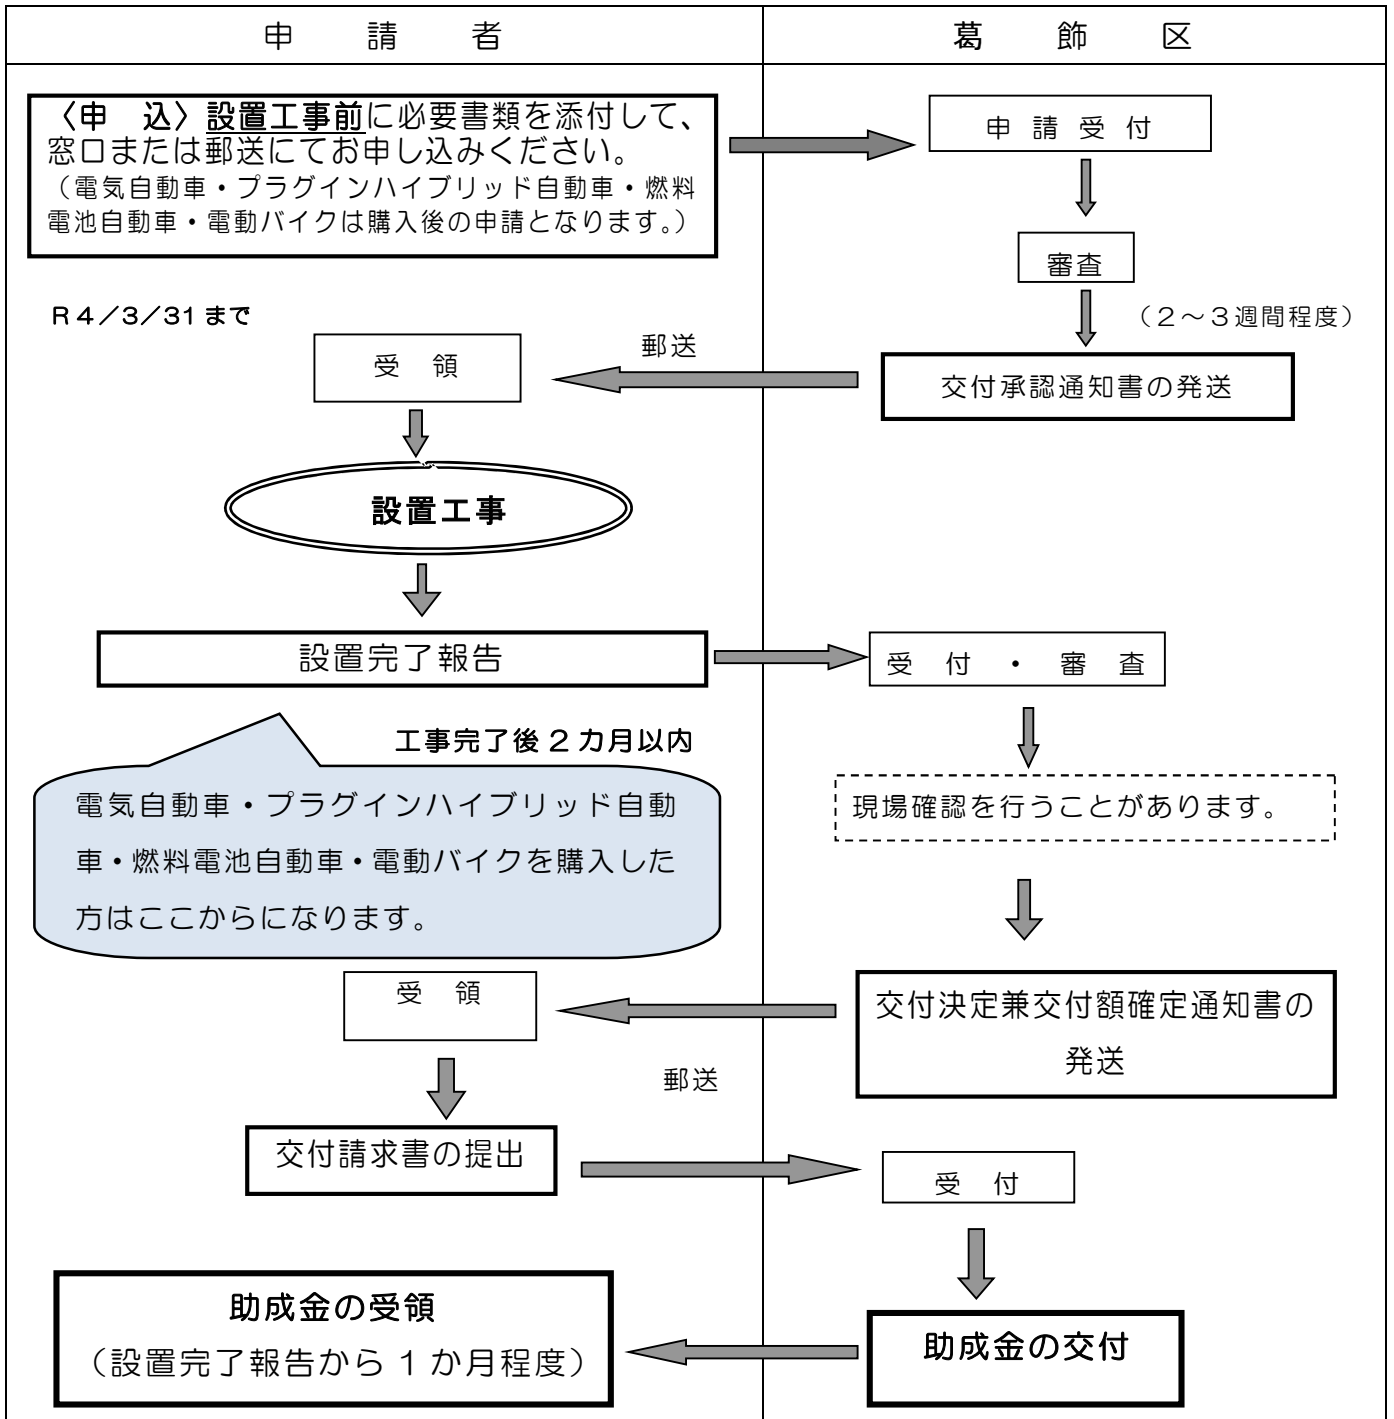 申請者
葛飾区
〈申 込〉設置工事前に必要書類を添付して、
窓口または郵送にてお申し込みください。
（電気自動車・プラグインハイブリッド自動車・燃料
電池自動車・電動バイクは購入後の申請となります。）
申請受付
審査
（２～３週間程度）
R４／3／31まで
受 領
郵送
交付承認通知書の発送
設置工事
設置完了報告
受 付 ・ 審 査
工事完了後２カ月以内
現場確認を行うことがあります。
電気自動車・プラグインハイブリッド自動
車・燃料電池自動車・電動バイクを購入した
方はここからになります。
受 領
交付決定兼交付額確定通知書の
発送
郵送
交付請求書の提出
受 付
助成金の受領
（設置完了報告から１か月程度）
助成金の交付